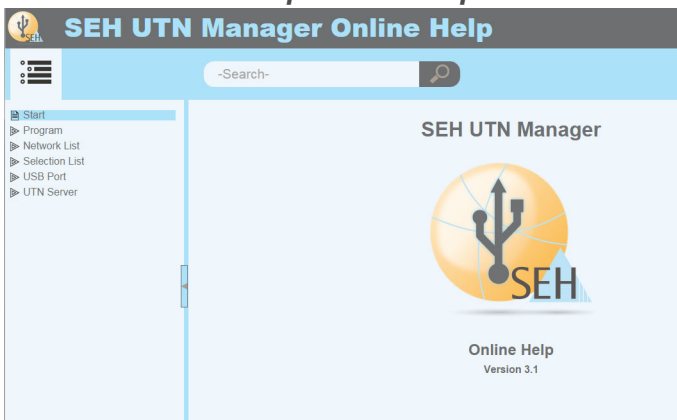 SEH UTN Manager Online Help
SEH
-Search-
Start
Program
Network List
Selection List
USB Port
UTN Server
SEH UTN Manager
SEH
Online Help
Version 3.1